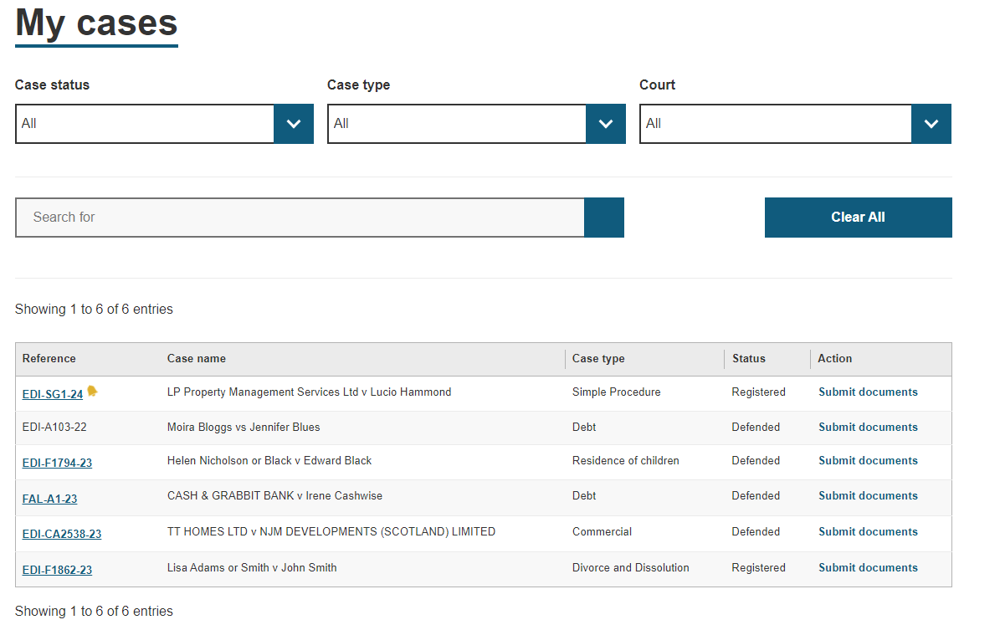 My cases
Case status Case type Court
All All All
Search for Clear All
Showing 1 to 6 of 6 entries
Reference Case name Case type Status Action
EDI-SG1-24 LP Property Management Services Ltd v Lucio Hammond Simple Procedure Registered Submit documents
EDI-A103-22 Moira Bloggs vs Jennifer Blues Debt Defended Submit documents
EDI-F1794-23 Helen Nicholson or Black v Edward Black Residence of children Defended Submit documents
FAL-A1-23 CASH & GRABBIT BANK v Irene Cashwise Debt Defended Submit documents
EDI-CA2538-23 TT HOMES LTD v NJM DEVELOPMENTS (SCOTLAND) LIMITED Commercial Defended Submit documents
EDI-F1862-23 Lisa Adams or Smith v John Smith Divorce and Dissolution Registered Submit documents
Showing 1 to 6 of 6 entries